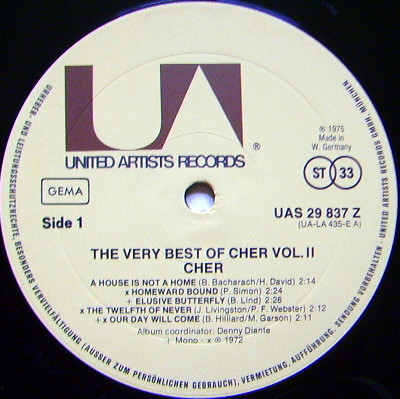 UA
UNITED ARTISTS RECORDS ®
℗ 1975
Made in
W. Germany
GEMA
ST 33
Side 1
UAS 29 837 Z
(UA-LA 435-E A)
THE VERY BEST OF CHER VOL. II
CHER
A HOUSE IS NOT A HOME (B. Bacharach/H. David) 2:14
x HOMEWARD BOUND (P. Simon) 2:24
+ ELUSIVE BUTTERFLY (B. Lind) 2:26
x THE TWELFTH OF NEVER (J. Livingston/P. F. Webster) 2:12
+ x OUR DAY WILL COME (B. Hilliard/M. Garson) 2:11
Album coordinator: Denny Diante
+ Mono - x ℗ 1972
URHEBER- UND LEISTUNGSSCHUTZRECHTE, BESONDERS VERVIELFÄLTIGUNG (AUSSER ZUM PERSÖNLICHEN GEBRAUCH), VERMIETUNG, AUFFÜHRUNG, SENDUNG VORBEHALTEN · UNITED ARTISTS RECORDS GMBH, MÜNCHEN